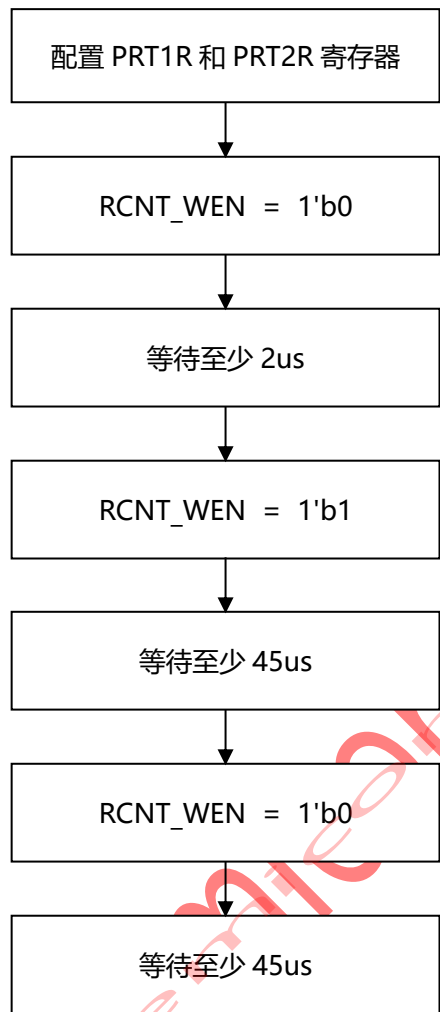 配置 PRT1R 和 PRT2R 寄存器
RCNT_WEN = 1'b0
等待至少 2us
RCNT_WEN = 1'b1
等待至少 45us
RCNT_WEN = 1'b0
等待至少 45us